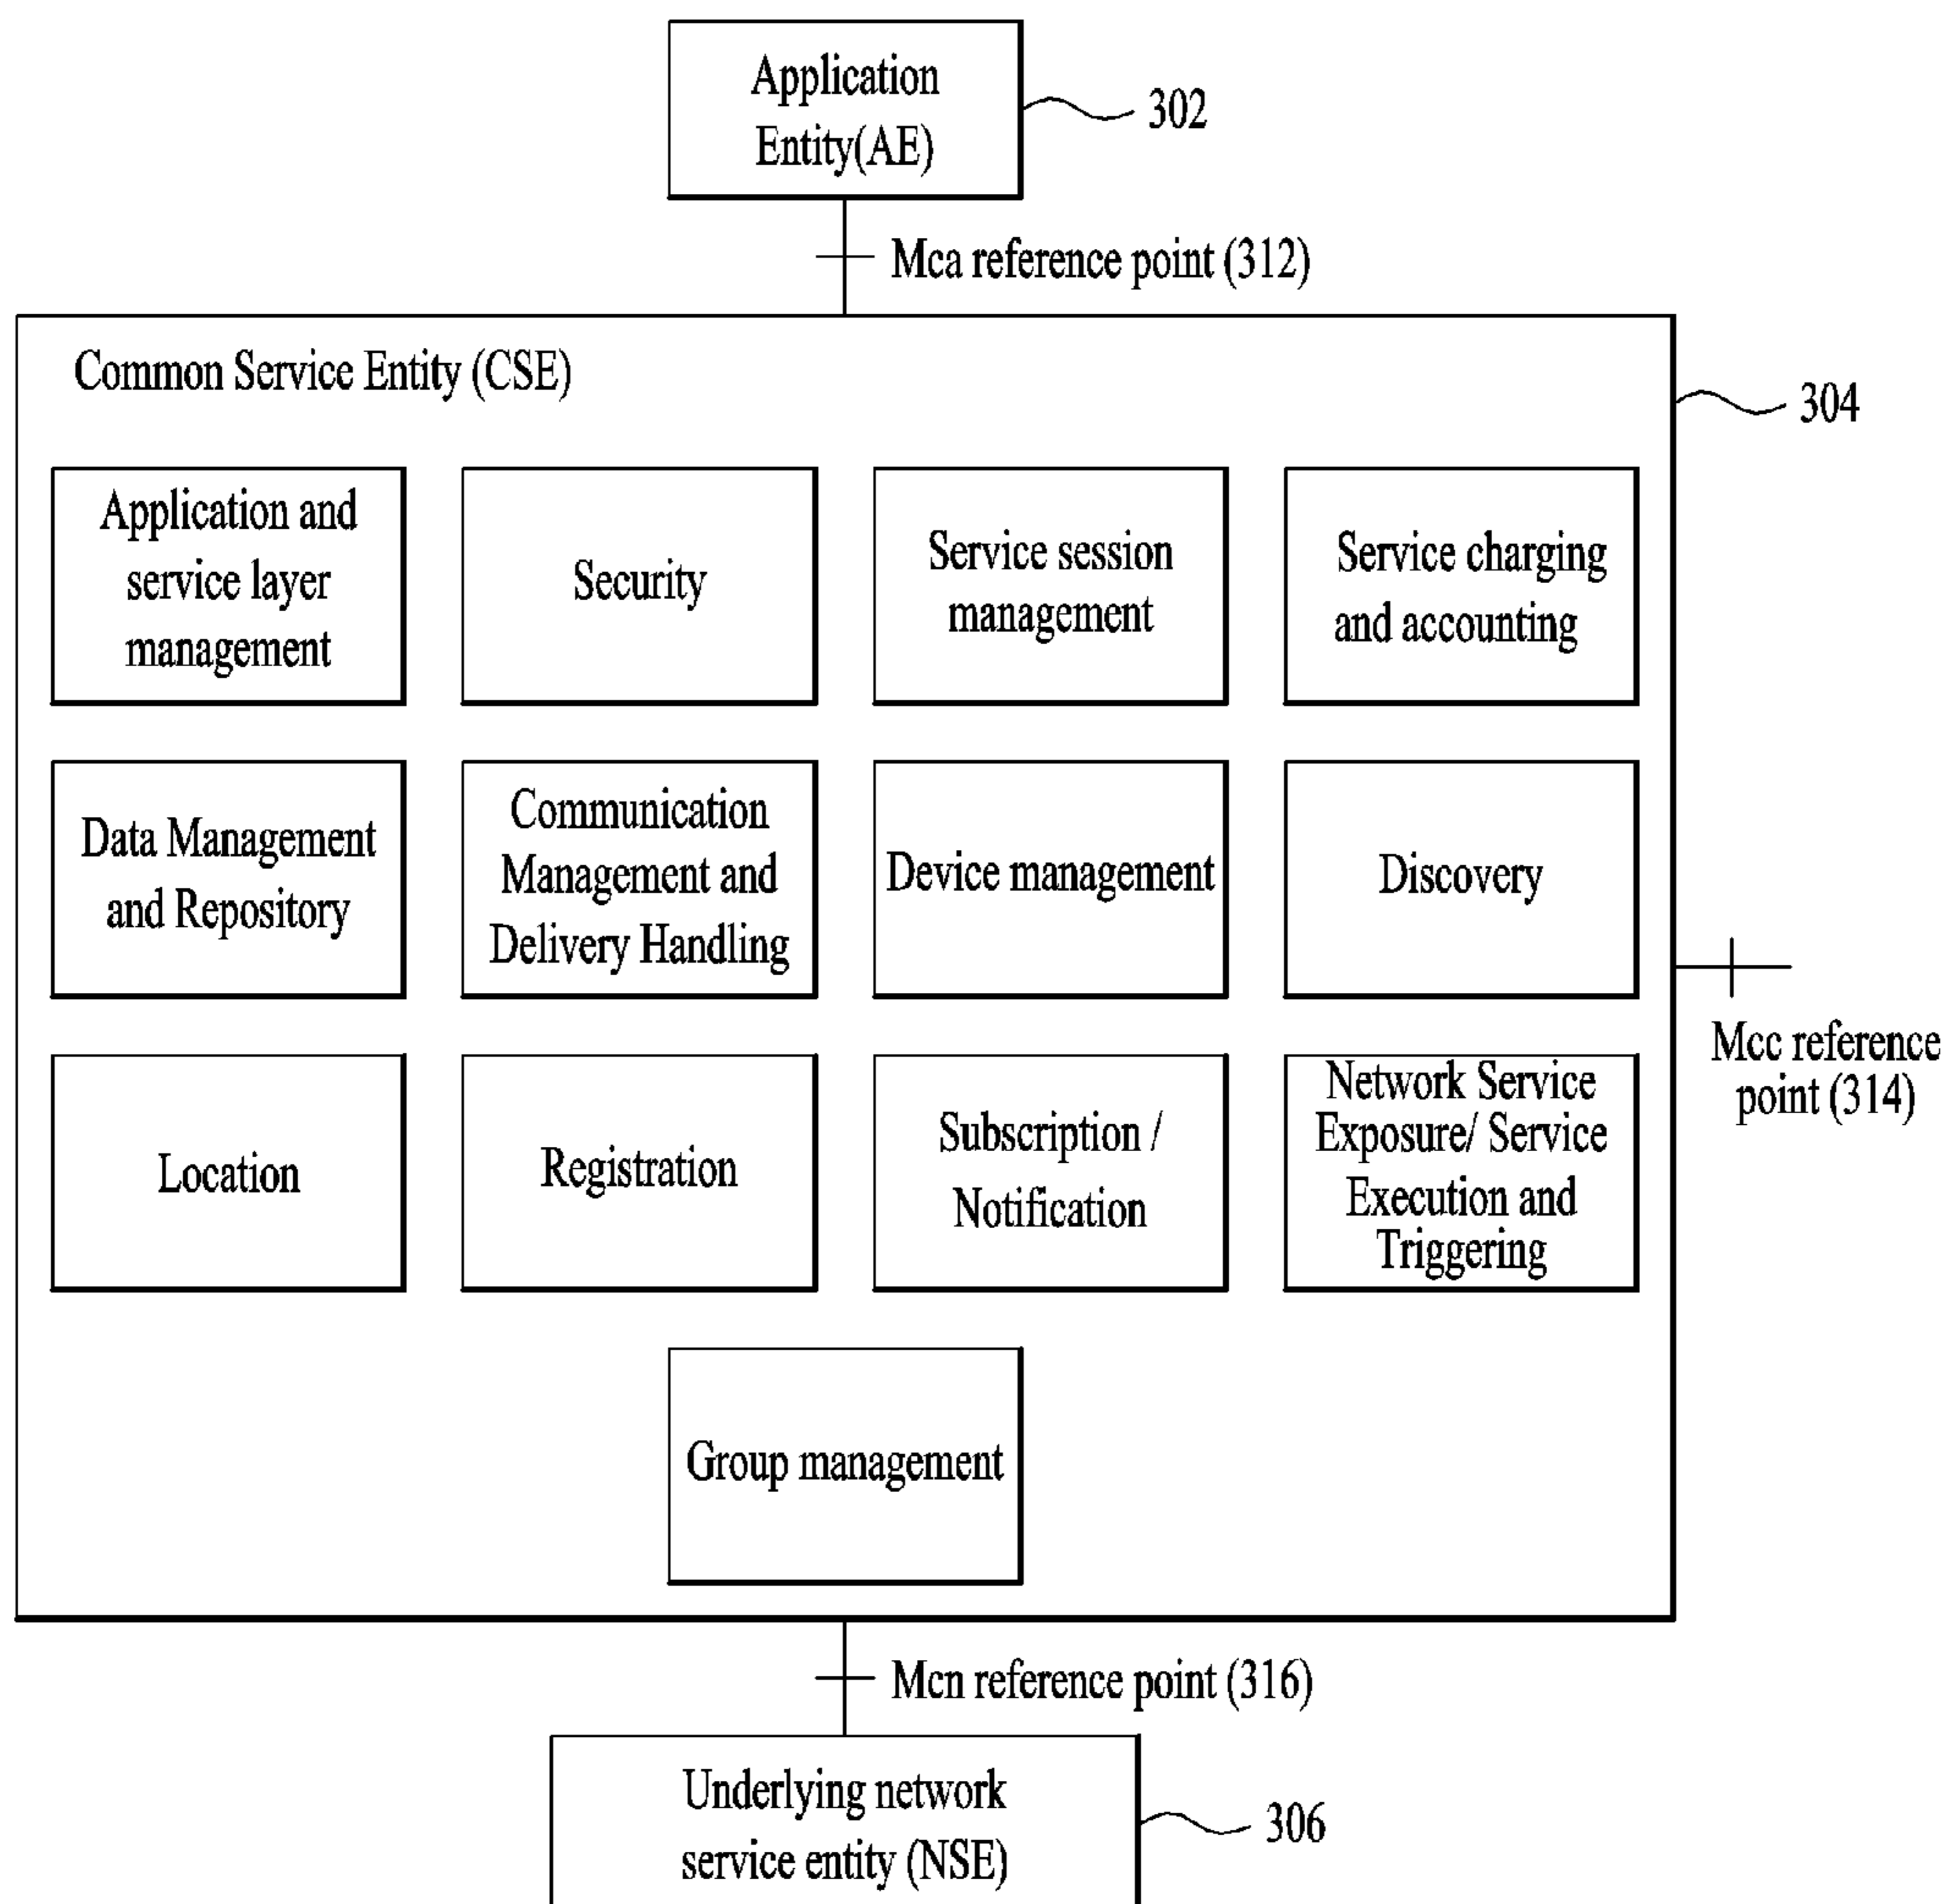 Application
Entity(AE)
302
Mca reference point (312)
Common Service Entity (CSE)
304
Application and
service layer
management
Security
Service session
management
Service charging
and accounting
Data Management
and Repository
Communication
Management and
Delivery Handling
Device management
Discovery
Mcc reference
point (314)
Location
Registration
Subscription /
Notification
Network Service
Exposure/ Service
Execution and
Triggering
Group management
Mcn reference point (316)
Underlying network
service entity (NSE)
306